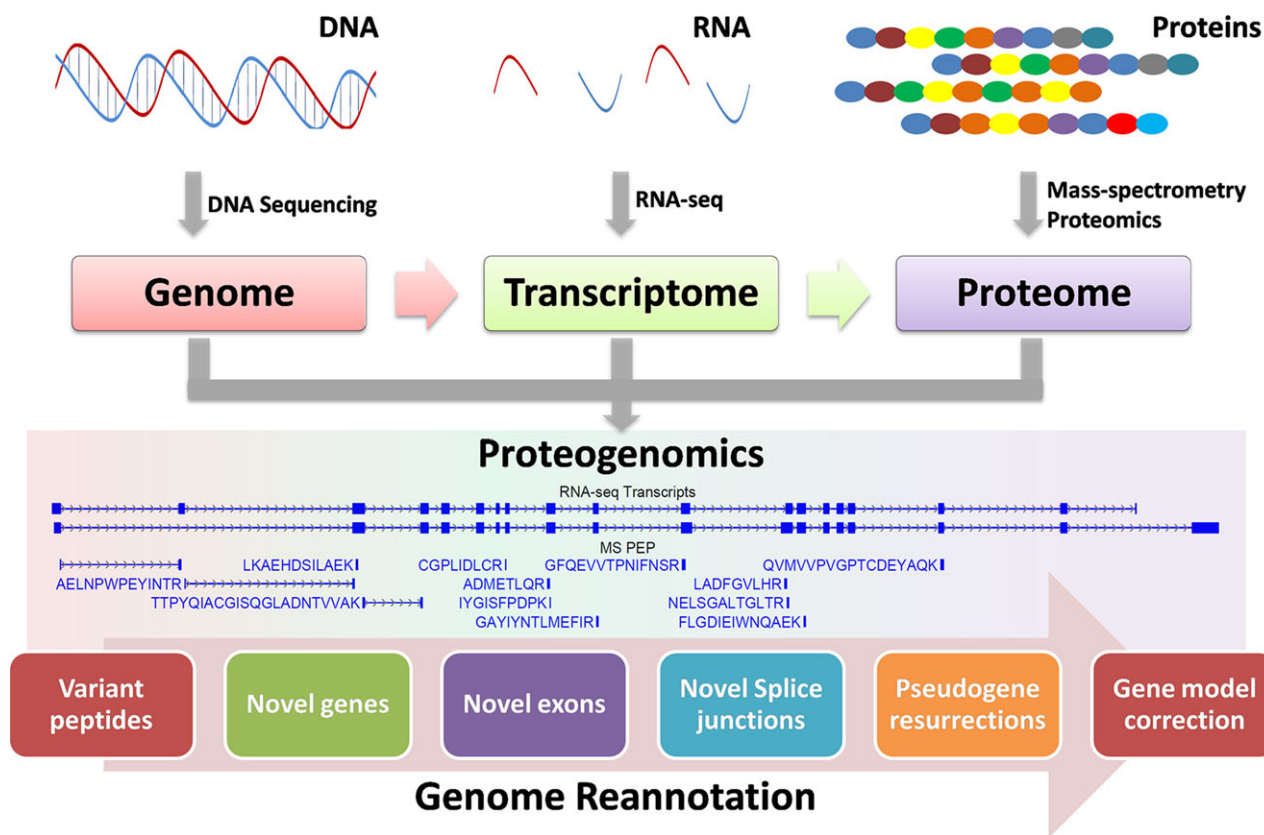 DNA
RNA
Proteins
DNA Sequencing
RNA-seq
Mass-spectrometry
Proteomics
Genome
Transcriptome
Proteome
Proteogenomics
RNA-seq Transcripts
MS PEP
LKAEHDSILAEK
CGPLIDLCR
GFQEVVTPNIFNSR
QVMVVPVGPTCDEYAQK
AELNPWPEYINTR
ADMETLQR
LADFGVLHR
TTPYQIACGISQGLADNTVVAK
IYGISFPDPK
NELSGALTGLTR
GAYIYNTLMEFIR
FLGDIEIWNQAEK
Variant
peptides
Novel genes
Novel exons
Novel Splice
junctions
Pseudogene
resurrections
Gene model
correction
Genome Reannotation